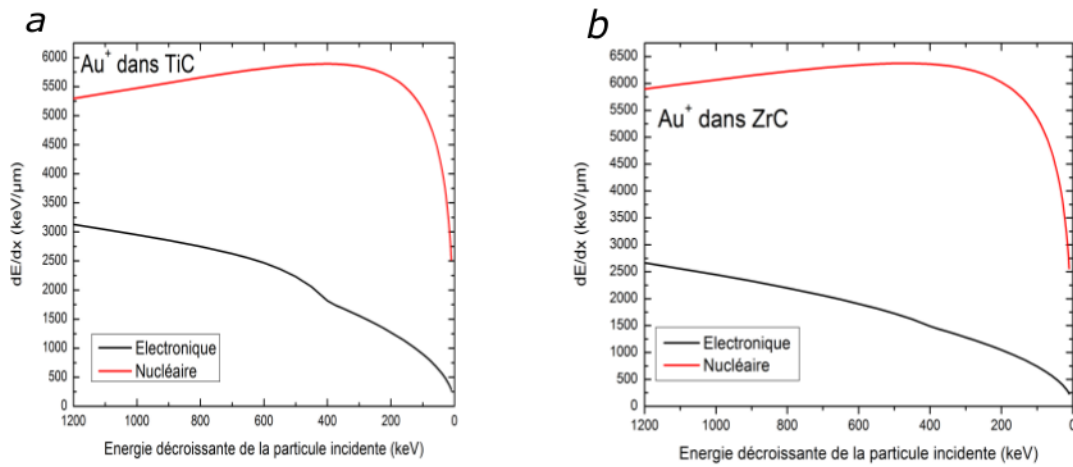 a
Au+ dans TiC
dE/dx (keV/µm)
6000
5500
5000
4500
4000
3500
3000
2500
2000
1500
1000
500
0
Electronique
Nucléaire
1200 1000 800 600 400 200 0
Energie décroissante de la particule incidente (keV)
b
Au+ dans ZrC
dE/dx (keV/µm)
6500
6000
5500
5000
4500
4000
3500
3000
2500
2000
1500
1000
500
0
Electronique
Nucléaire
1200 1000 800 600 400 200 0
Energie décroissante de la particule incidente (keV)